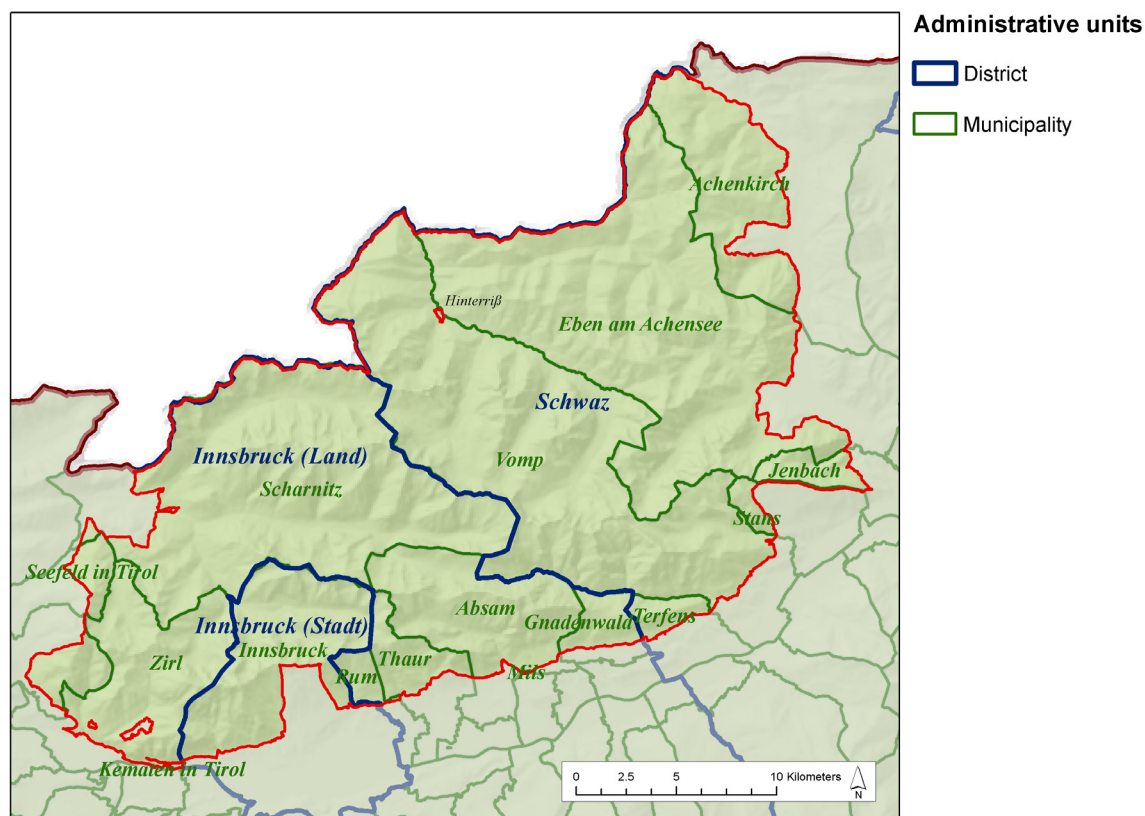 Administrative units
District
Municipality
Achenkirch
Hinterriß
Eben am Achensee
Schwaz
Innsbruck (Land)
Vomp
Jenbach
Scharnitz
Stans
Seefeld in Tirol
Absam
Gnadenwald
Terfens
Innsbruck (Stadt)
Innsbruck
Zirl
Thaur
Rum
Mils
Kematen in Tirol
0 2.5 5 10 Kilometers
N